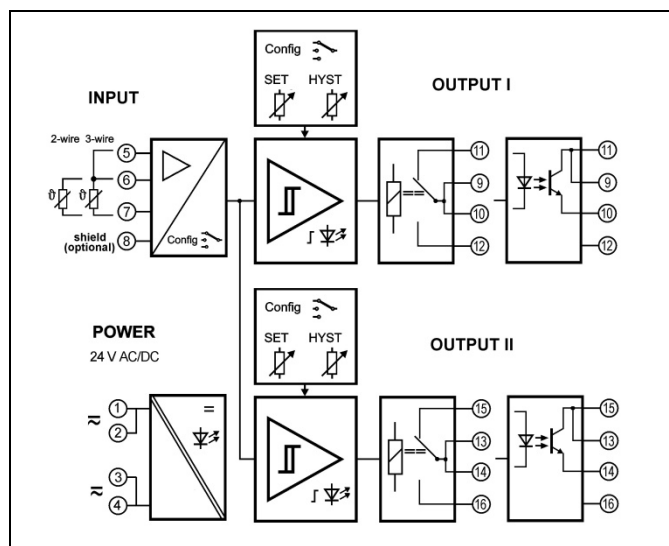 Config
SET HYST
INPUT
OUTPUT I
2-wire 3-wire
5
6
7
shield
(optional)
8
ϑ ϑ
Config
11
9
10
12
11
9
10
12
POWER
24 V AC/DC
1
2
3
4
Config
SET HYST
OUTPUT II
15
13
14
16
15
13
14
16